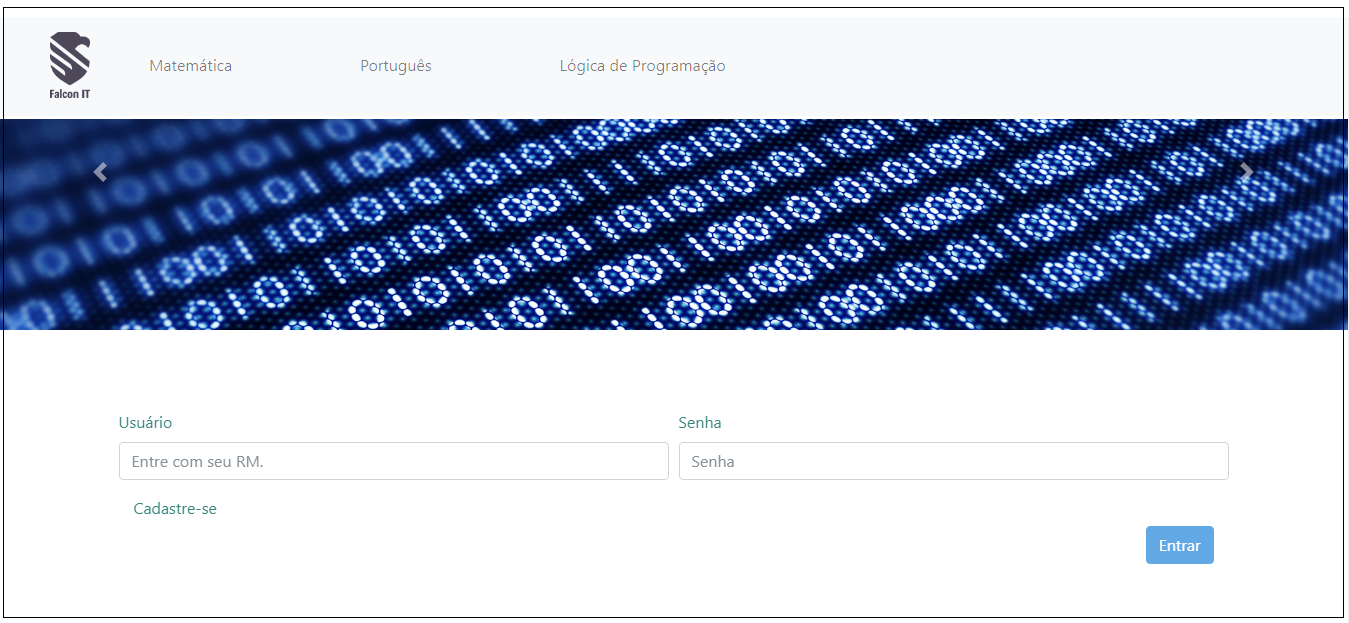 Falcon IT
Matemática
Português
Lógica de Programação
Usuário
Senha
Entre com seu RM.
Senha
Cadastre-se
Entrar